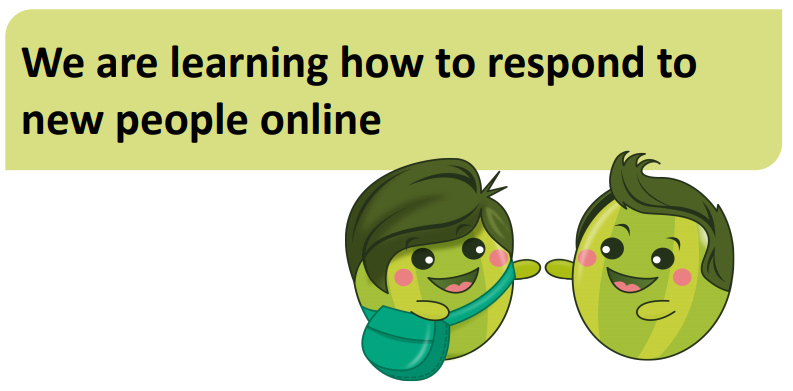 We are learning how to respond to
new people online